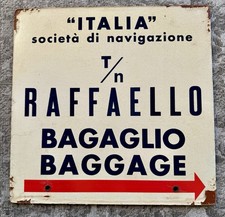 "ITALIA"
società di navigazione
T/n
RAFFAELLO
BAGAGLIO
BAGGAGE